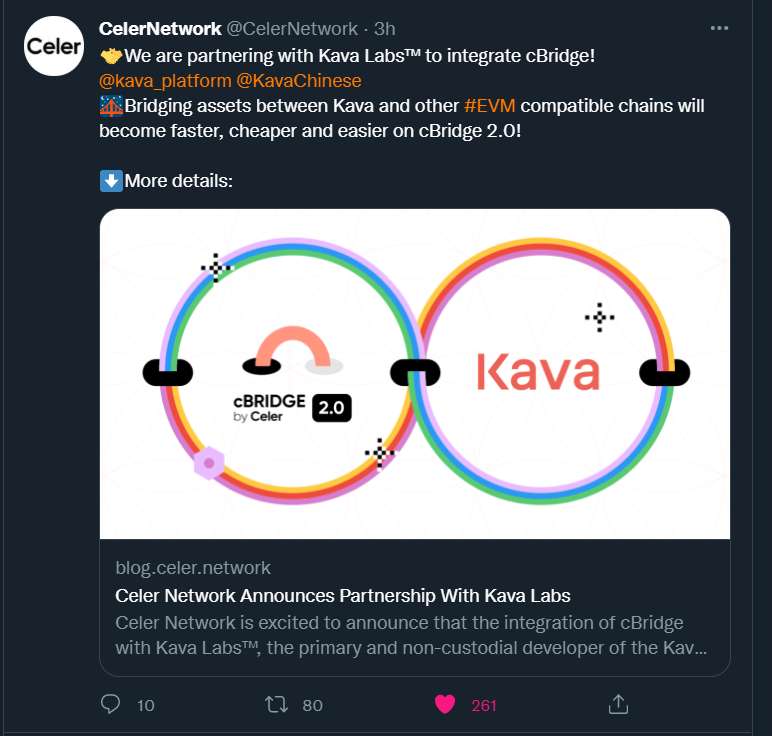 Celer
CelerNetwork @CelerNetwork · 3h
🤝We are partnering with Kava Labs™ to integrate cBridge!
@kava_platform @KavaChinese
🌉Bridging assets between Kava and other #EVM compatible chains will
become faster, cheaper and easier on cBridge 2.0!
⬇️More details:
cBRIDGE
by Celer
2.0
Kava
blog.celer.network
Celer Network Announces Partnership With Kava Labs
Celer Network is excited to announce that the integration of cBridge
with Kava Labs™, the primary and non-custodial developer of the Kav...
10
80
261